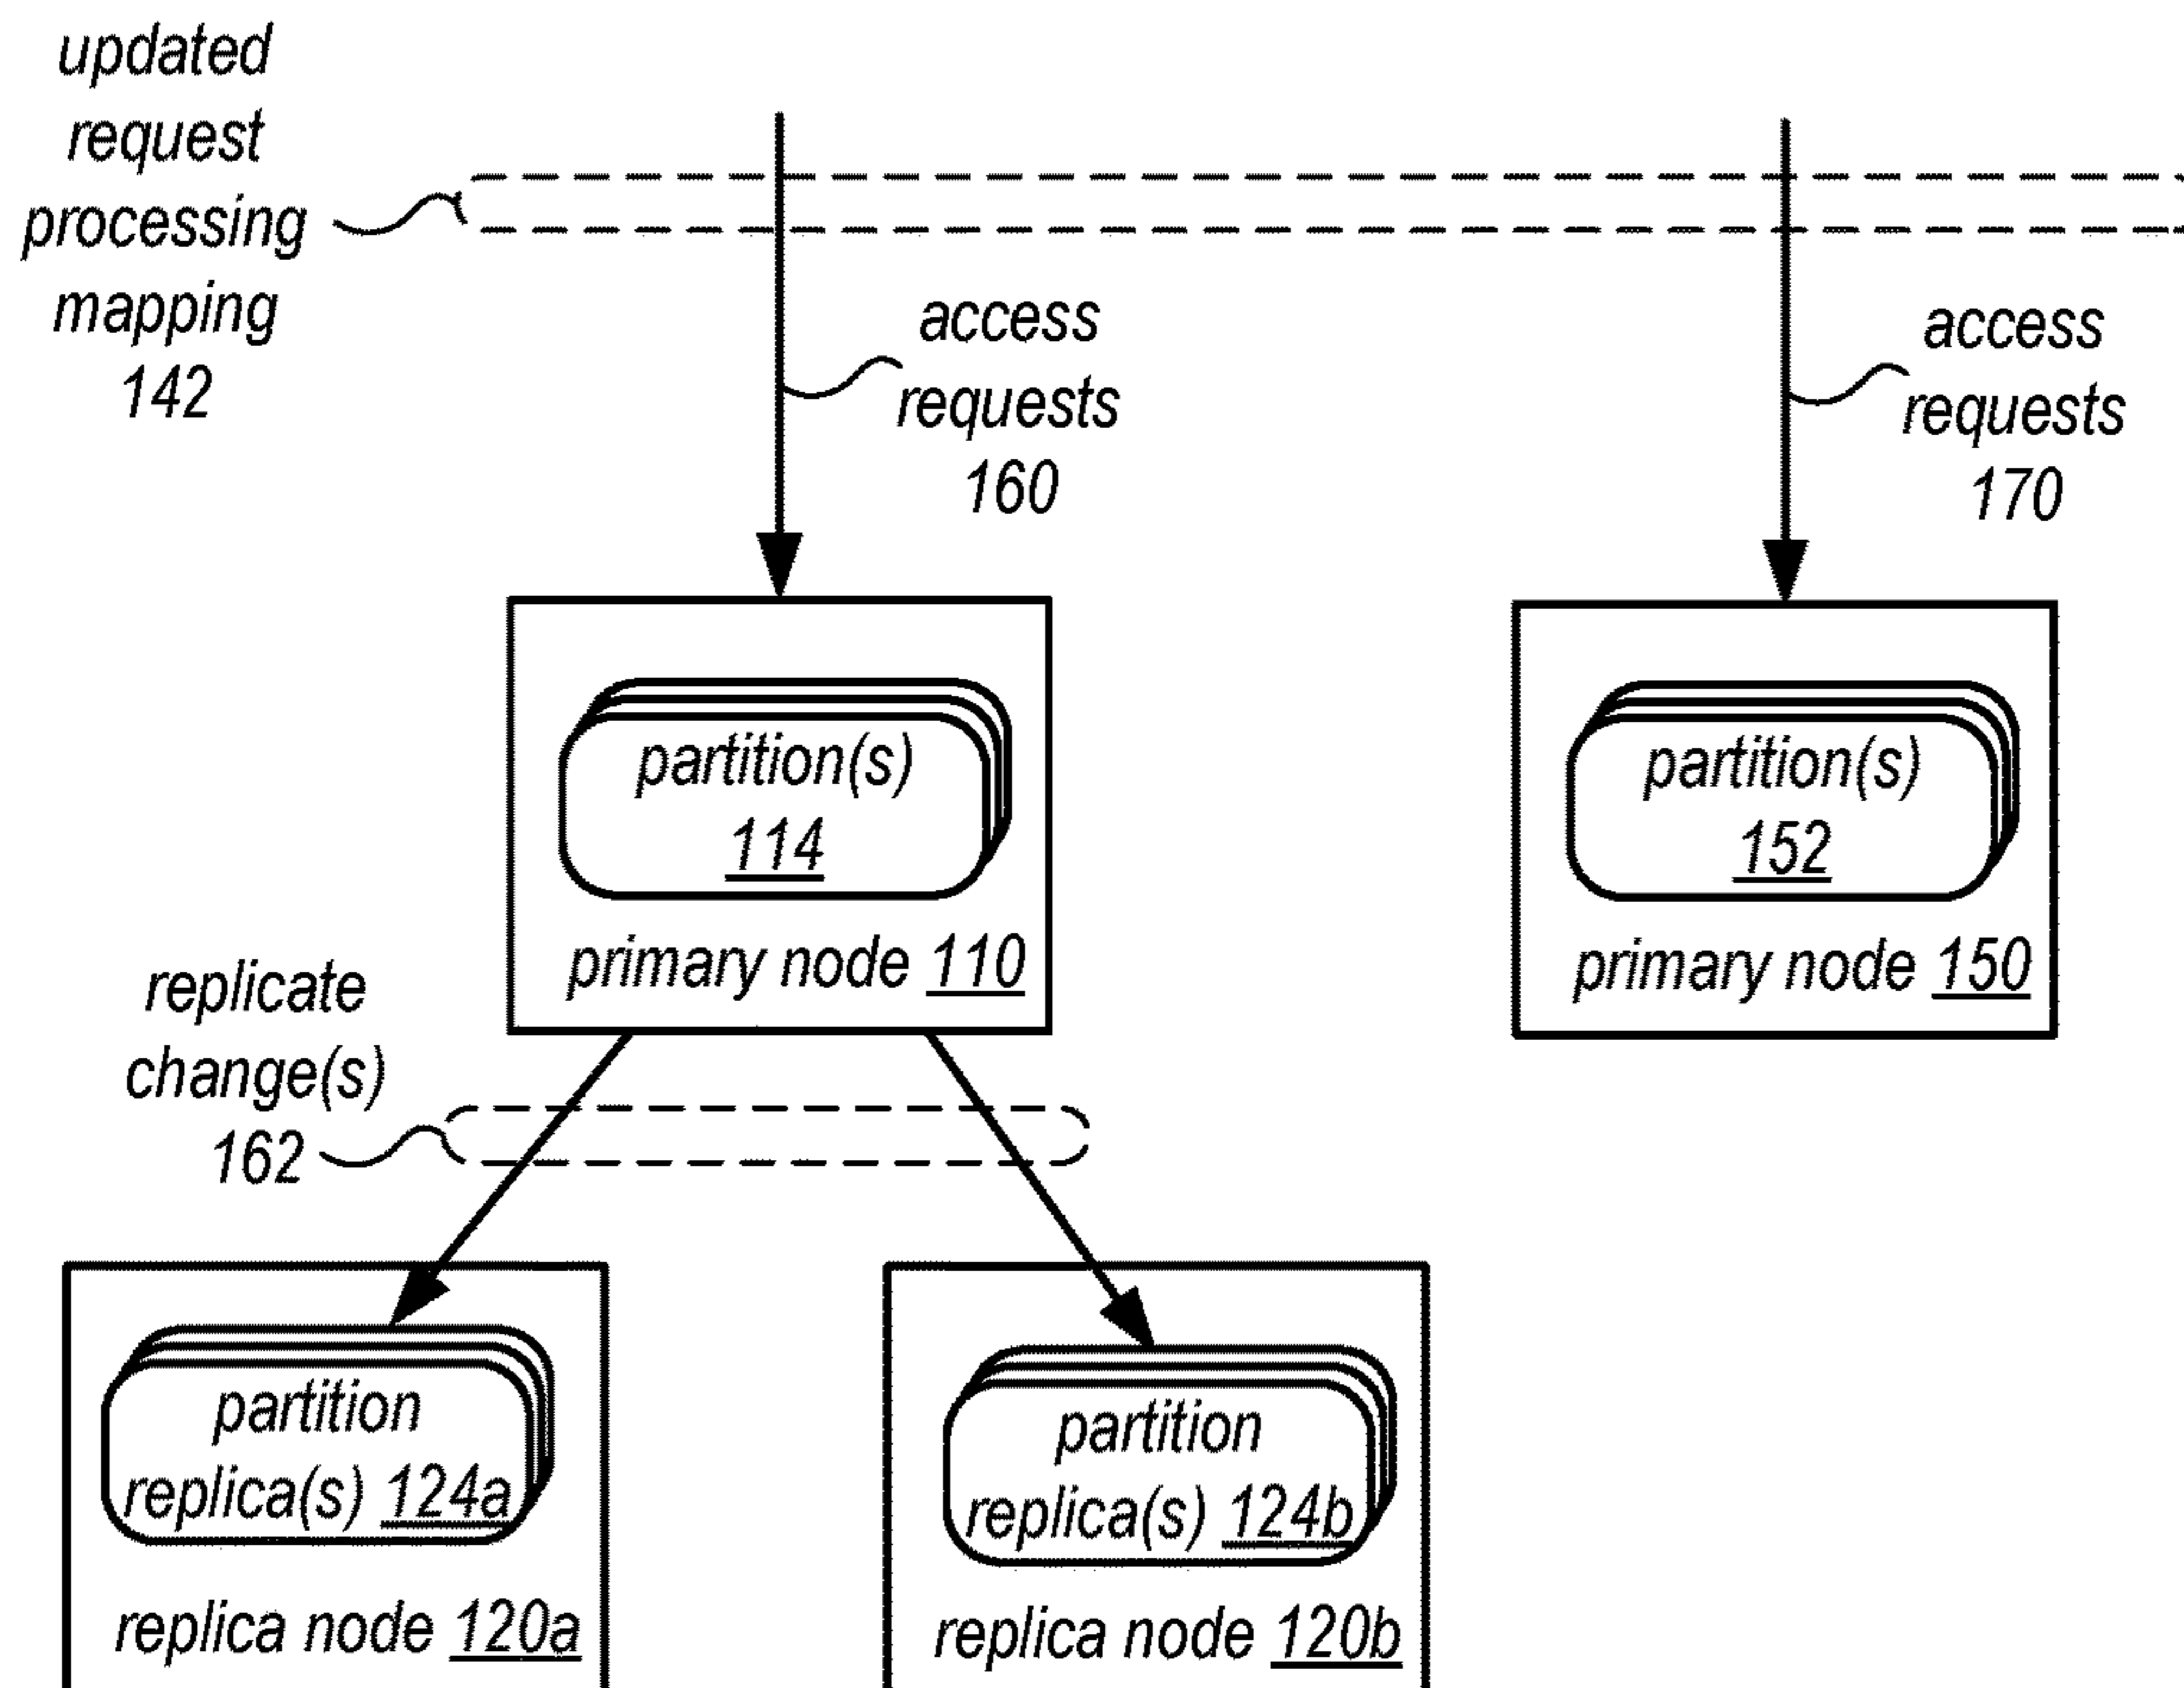 updated
request
processing
mapping
142
access
requests
160
access
requests
170
partition(s)
114
primary node 110
partition(s)
152
primary node 150
replicate
change(s)
162
partition
replica(s) 124a
replica node 120a
partition
replica(s) 124b
replica node 120b